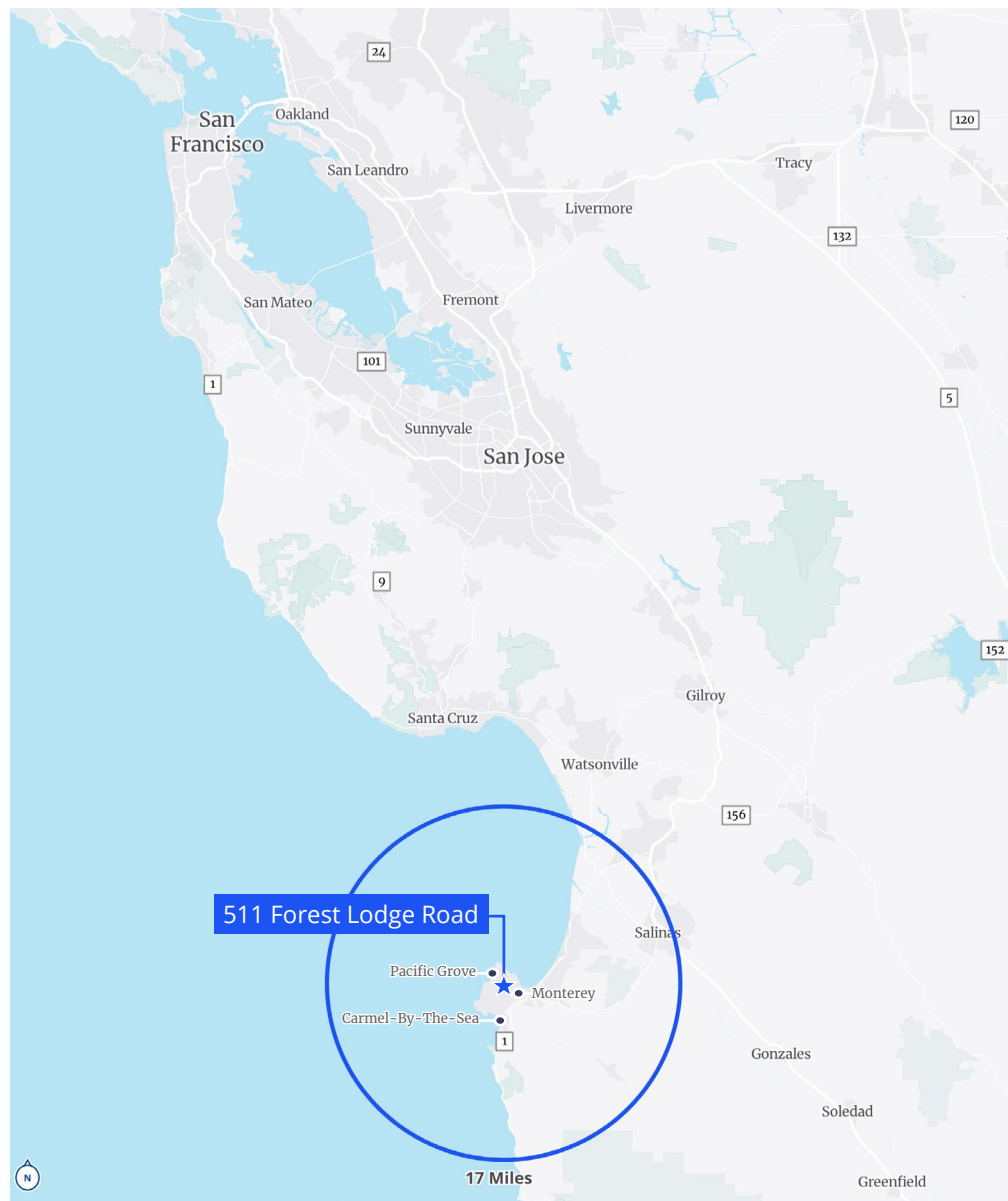 24
San
Francisco
Oakland
120
San Leandro
Tracy
Livermore
132
San Mateo
Fremont
101
1
5
Sunnyvale
San Jose
9
152
Gilroy
Santa Cruz
Watsonville
156
511 Forest Lodge Road
Salinas
Pacific Grove
Monterey
Carmel-By-The-Sea
1
Gonzales
Soledad
N
17 Miles
Greenfield